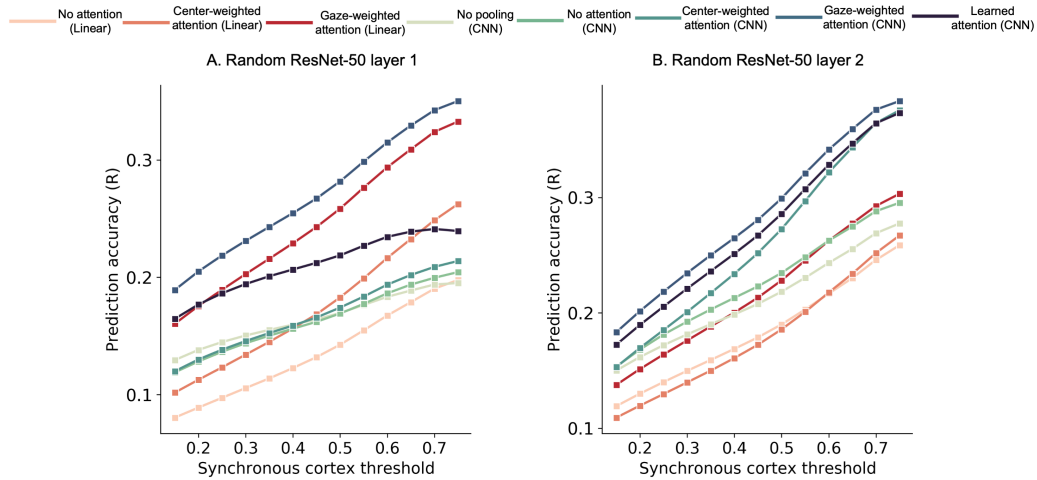 No attention
(Linear)
Center-weighted
attention (Linear)
Gaze-weighted
attention (Linear)
No pooling
(CNN)
No attention
(CNN)
Center-weighted
attention (CNN)
Gaze-weighted
attention (CNN)
Learned
attention (CNN)
A. Random ResNet-50 layer 1
Prediction accuracy (R)
0.3
0.2
0.1
0.2 0.3 0.4 0.5 0.6 0.7
Synchronous cortex threshold
B. Random ResNet-50 layer 2
Prediction accuracy (R)
0.3
0.2
0.1
0.2 0.3 0.4 0.5 0.6 0.7
Synchronous cortex threshold